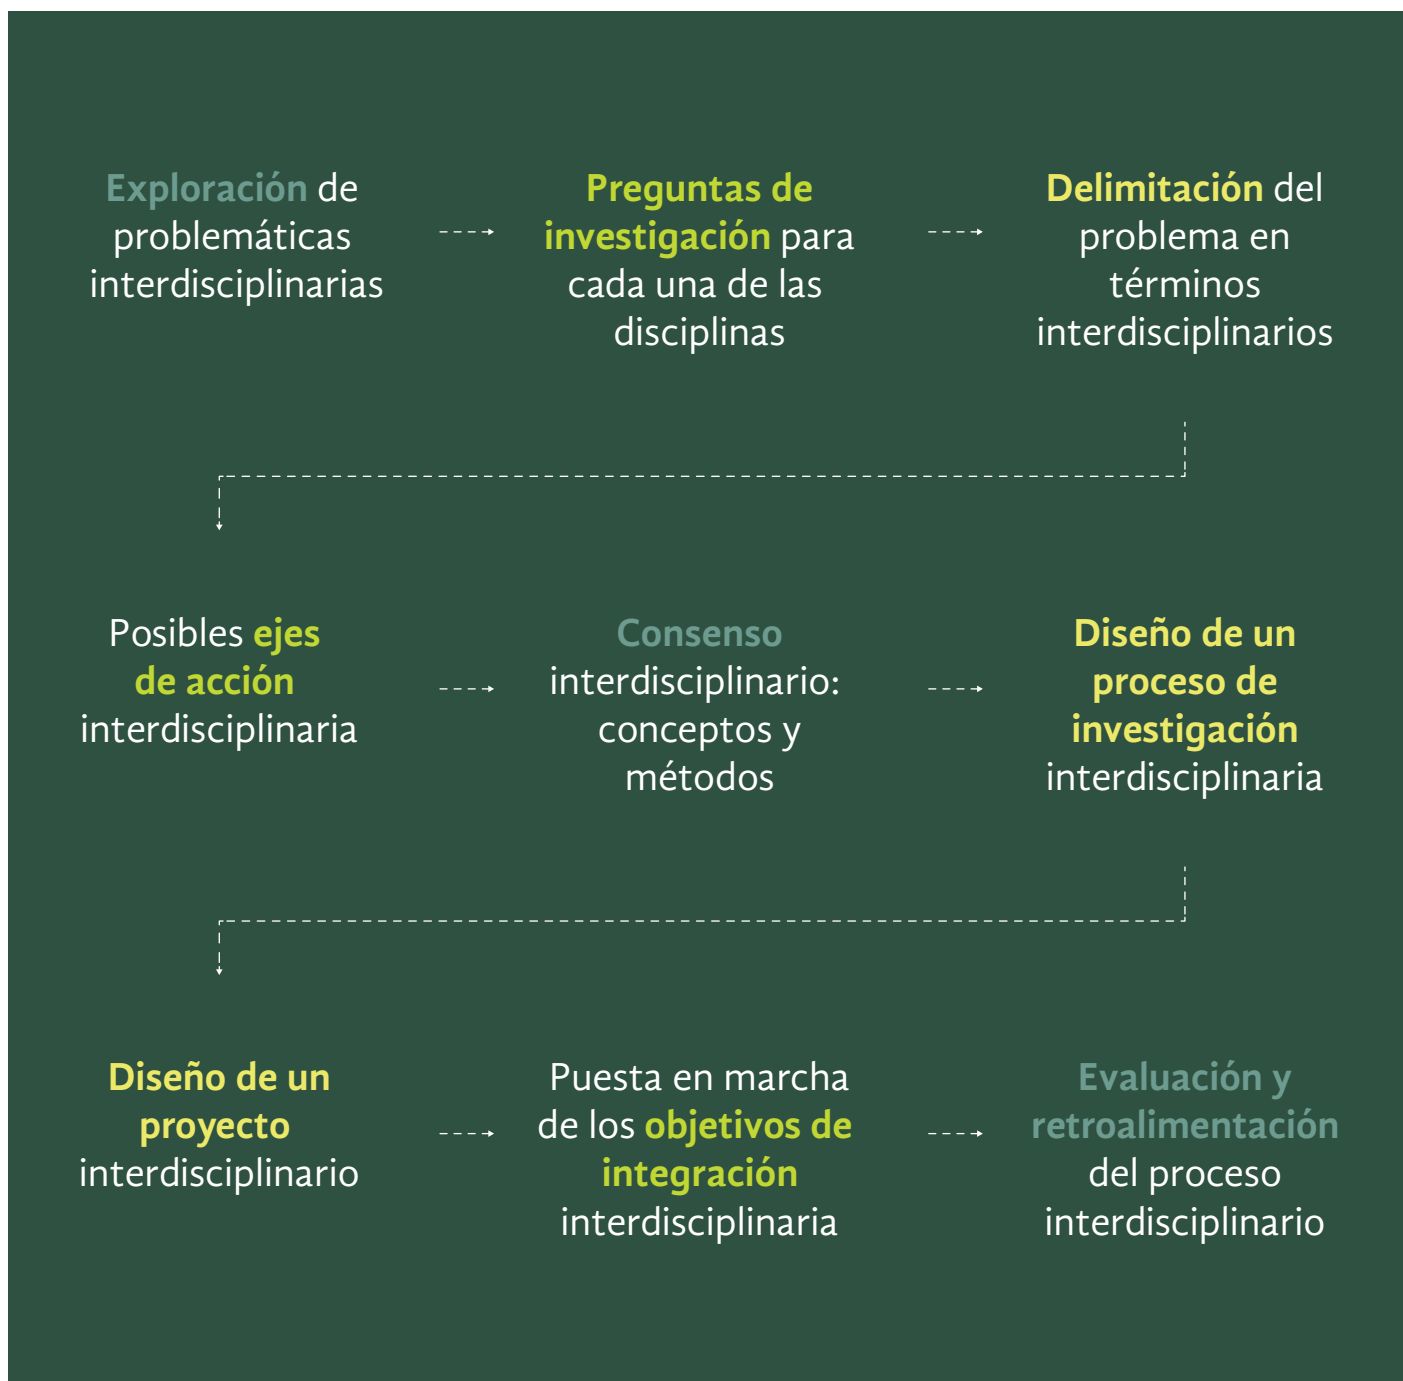 Exploración de
problemáticas
interdisciplinarias
Preguntas de
investigación para
cada una de las
disciplinas
Delimitación del
problema en
términos
interdisciplinarios
Posibles ejes
de acción
interdisciplinaria
Consenso
interdisciplinario:
conceptos y
métodos
Diseño de un
proceso de
investigación
interdisciplinaria
Diseño de un
proyecto
interdisciplinario
Puesta en marcha
de los objetivos de
integración
interdisciplinaria
Evaluación y
retroalimentación
del proceso
interdisciplinario